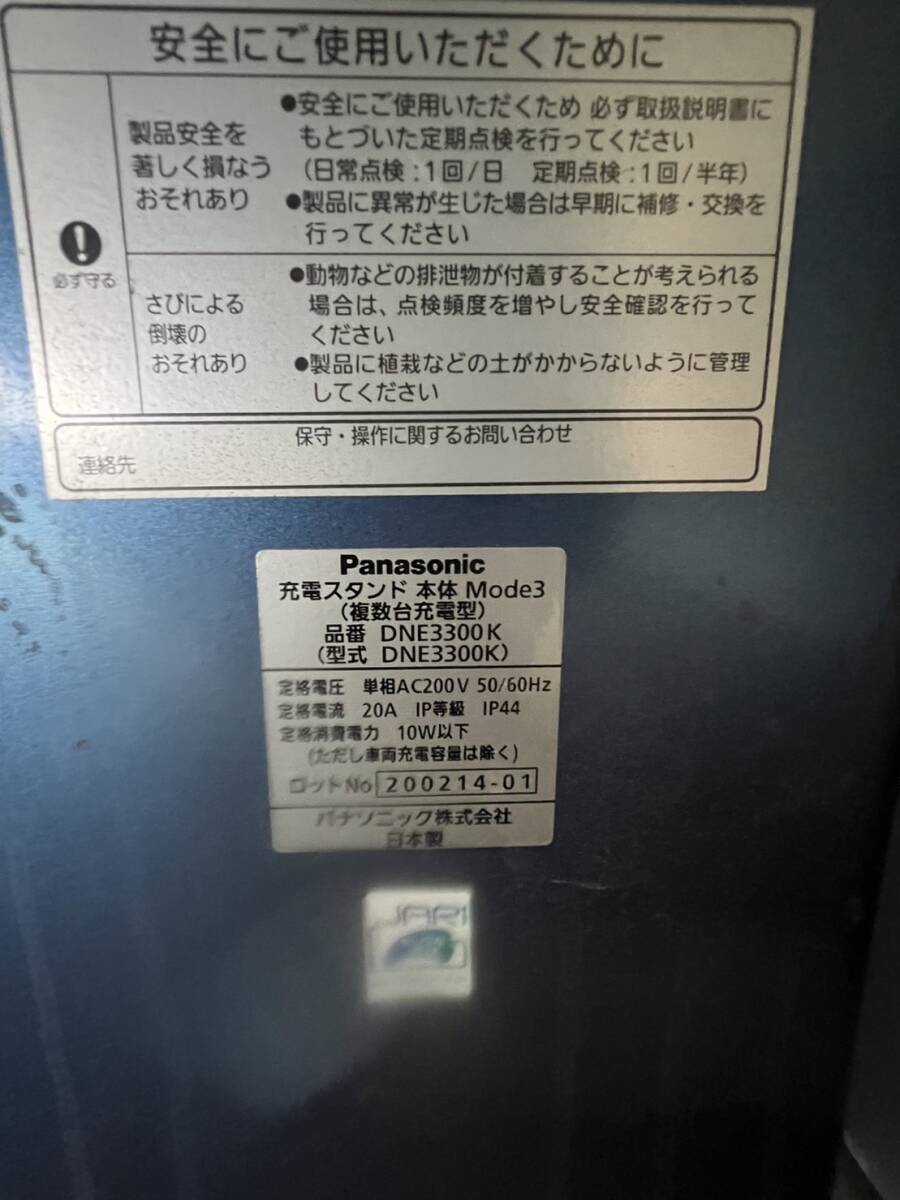 安全にご使用いただくために
必ず守る
製品安全を
著しく損なう
おそれあり
●安全にご使用いただくため 必ず取扱説明書に
もとづいた定期点検を行ってください
(日常点検:1回/日 定期点検:1回/半年)
●製品に異常が生じた場合は早期に補修・交換を
行ってください
さびによる
倒壊の
おそれあり
●動物などの排泄物が付着することが考えられる
場合は、点検頻度を増やし安全確認を行って
ください
●製品に植栽などの土がかからないように管理
してください
保守・操作に関するお問い合わせ
連絡先
Panasonic
充電スタンド 本体 Mode3
(複数台充電型)
品番 DNE3300K
(型式 DNE3300K)
定格電圧 単相AC200V 50/60Hz
定格電流 20A IP等級 IP44
定格消費電力 10W以下
(ただし車両充電容量は除く)
ロットNo 200214-01
パナソニック株式会社
日本製
JARI